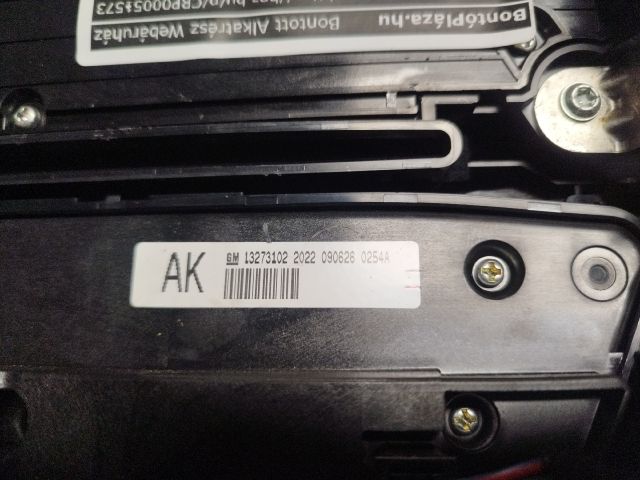 BontóPláza.hu
Bontott Alkatrész Webáruház
AK
GM 13273102 2022 090626 0254A